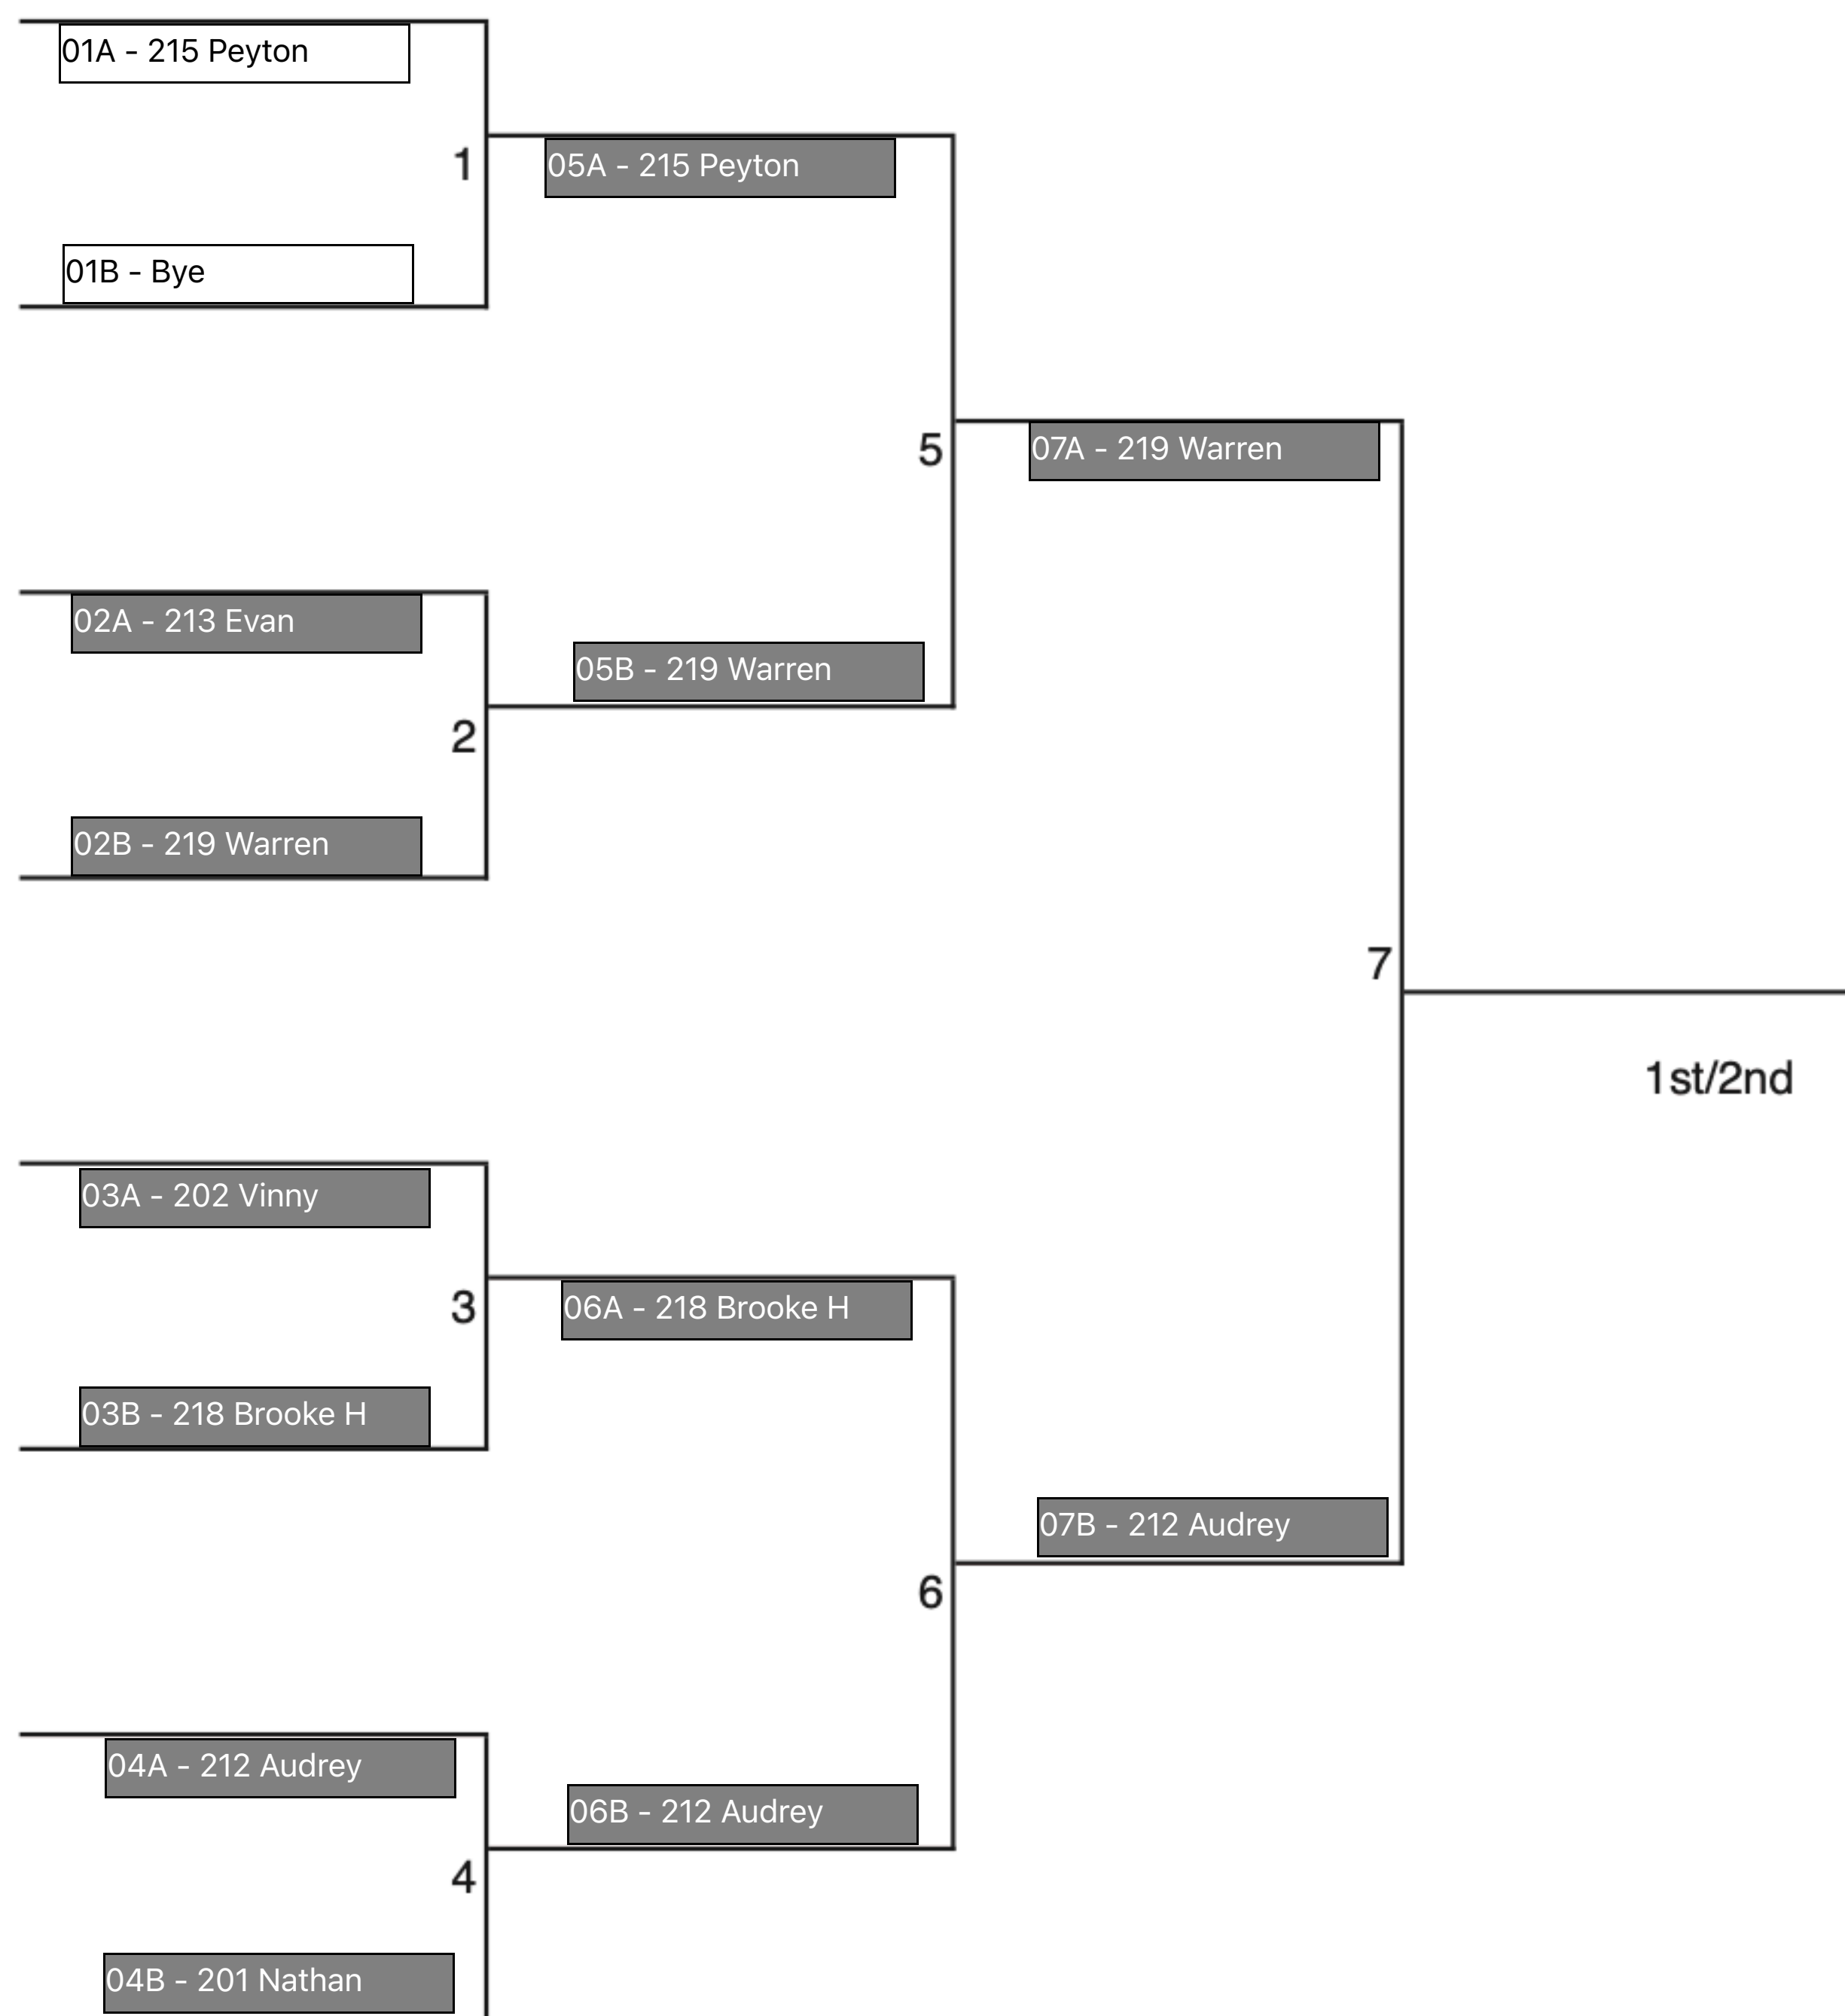 01A - 215 Peyton
1
05A - 215 Peyton
01B - Bye
5
07A - 219 Warren
02A - 213 Evan
05B - 219 Warren
2
02B - 219 Warren
7
1st/2nd
03A - 202 Vinny
3
06A - 218 Brooke H
03B - 218 Brooke H
07B - 212 Audrey
6
04A - 212 Audrey
06B - 212 Audrey
4
04B - 201 Nathan